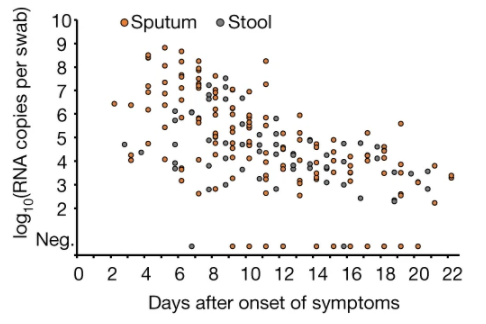 Sputum Stool
log10(RNA copies per swab)
10
9
8
7
6
5
4
3
2
Neg.
0 2 4 6 8 10 12 14 16 18 20 22
Days after onset of symptoms